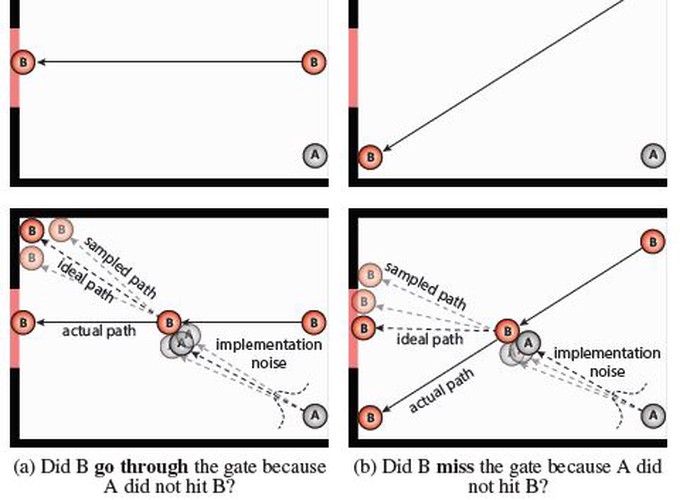 B
B
A
B
A
B
B
B
sampled path
ideal path
B
B
B
actual path
A
A
implementation
noise
A
B
B
sampled path
B
B
ideal path
B
A
A
implementation
noise
actual path
B
A
(a) Did B go through the gate because
A did not hit B?
(b) Did B miss the gate because A did
not hit B?